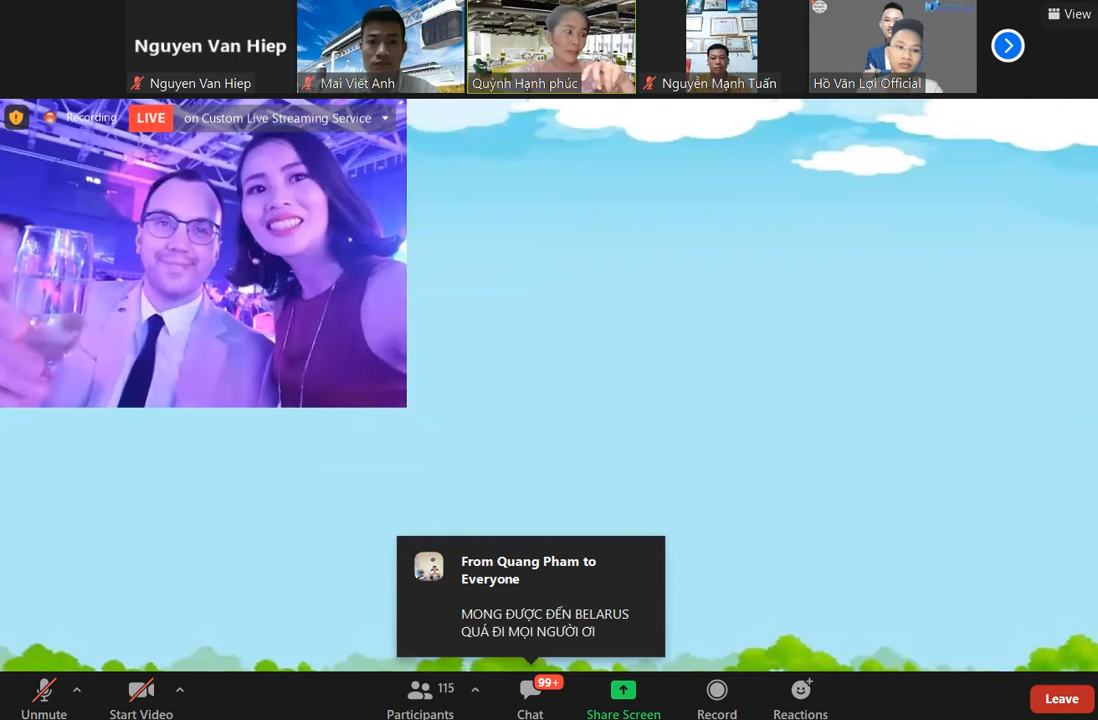 Nguyen Van Hiep
Nguyen Van Hiep
Mai Viết Anh
Quỳnh Hạnh phúc
Nguyễn Mạnh Tuấn
Hồ Văn Lợi Official
View
Recording
LIVE
on Custom Live Streaming Service
From Quang Pham to
Everyone
MONG ĐƯỢC ĐẾN BELARUS
QUÁ ĐI MỌI NGƯỜI ƠI
Unmute
Start Video
115
Participants
99+
Chat
Share Screen
Record
Reactions
Leave